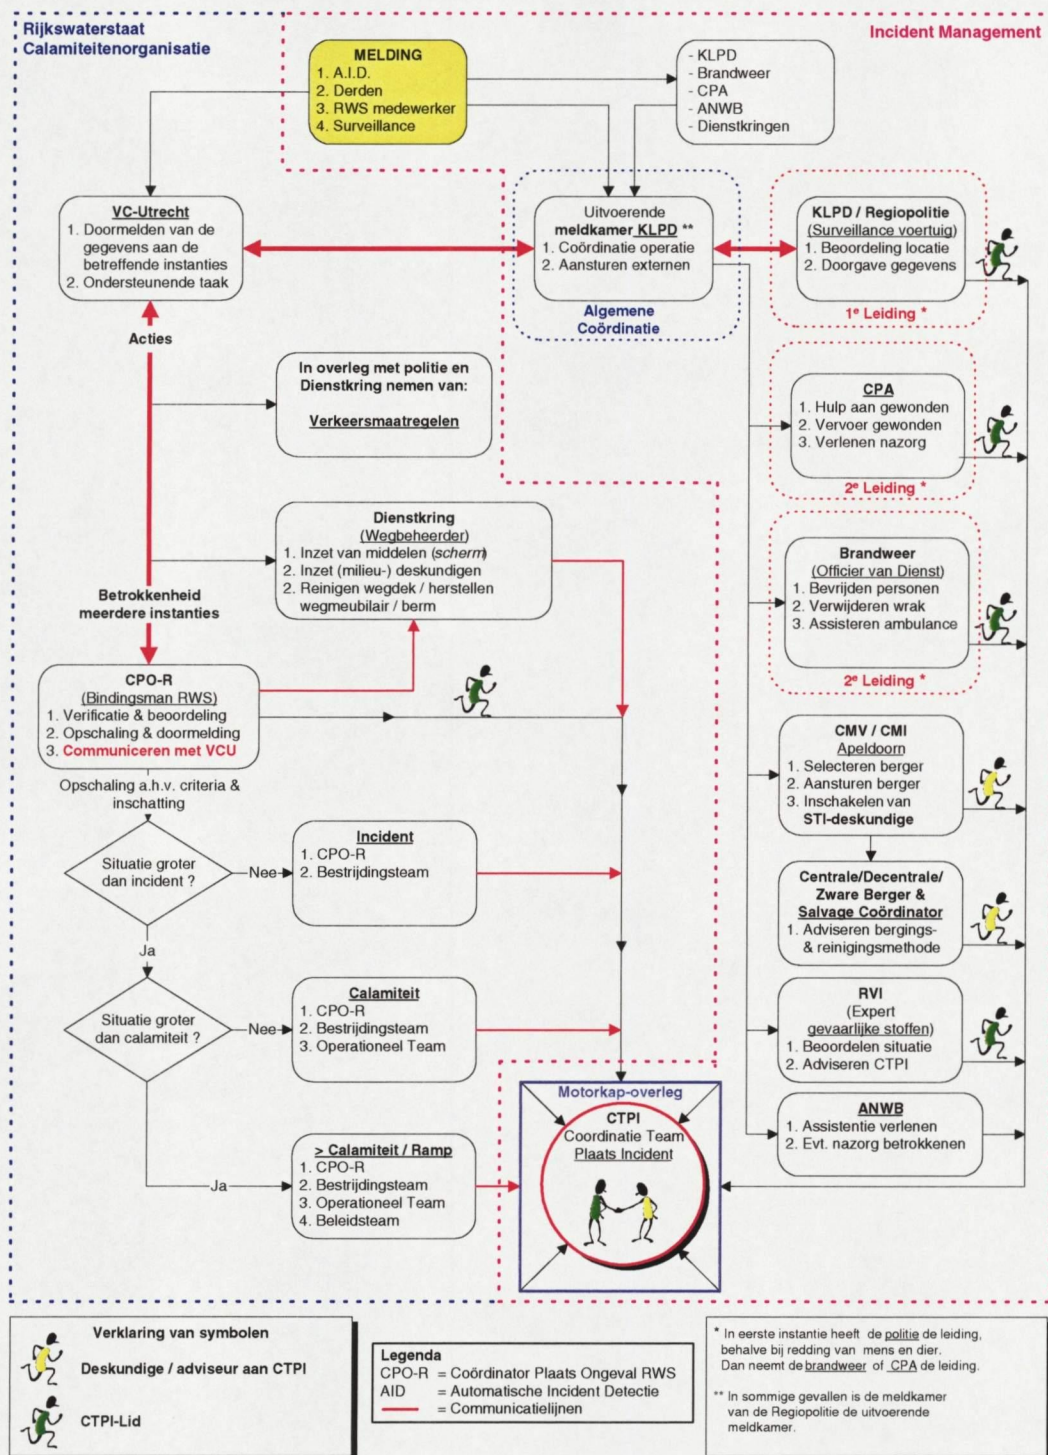 Rijkswaterstaat
Calamiteitenorganisatie
Incident Management
MELDING
1. A.I.D.
2. Derden
3. RWS medewerker
4. Surveillance
- KLPD
- Brandweer
- CPA
- ANWB
- Dienstkringen
VC-Utrecht
1. Doormelden van de
gegevens aan de
betreffende instanties
2. Ondersteunende taak
Uitvoerende
meldkamer KLPD **
1. Coördinatie operatie
2. Aansturen externen
Algemene
Coördinatie
KLPD / Regiopolitie
(Surveillance voertuig)
1. Beoordeling locatie
2. Doorgave gegevens
1e Leiding *
Acties
In overleg met politie en
Dienstkring nemen van:
Verkeersmaatregelen
CPA
1. Hulp aan gewonden
2. Vervoer gewonden
3. Verlenen nazorg
2e Leiding *
Dienstkring
(Wegbeheerder)
1. Inzet van middelen (scherm)
2. Inzet (milieu-) deskundigen
2. Reinigen wegdek / herstellen
wegmeubilair / berm
Brandweer
(Officier van Dienst)
1. Bevrijden personen
2. Verwijderen wrak
3. Assisteren ambulance
2e Leiding *
Betrokkenheid
meerdere instanties
CPO-R
(Bindingsman RWS)
1. Verificatie & beoordeling
2. Opschaling & doormelding
3. Communiceren met VCU
Opschaling a.h.v. criteria &
inschatting
CMV / CMI
Apeldoorn
1. Selecteren berger
2. Aansturen berger
3. Inschakelen van
STI-deskundige
Situatie groter
dan incident ?
Nee
Incident
1. CPO-R
2. Bestrijdingsteam
Centrale/Decentrale/
Zware Berger &
Salvage Coördinator
1. Adviseren bergings-
& reinigingsmethode
Ja
Situatie groter
dan calamiteit ?
Nee
Calamiteit
1. CPO-R
2. Bestrijdingsteam
3. Operationeel Team
RVI
(Expert
gevaarlijke stoffen)
1. Beoordelen situatie
2. Adviseren CTPI
Motorkap-overleg
CTPI
Coordinatie Team
Plaats Incident
ANWB
1. Assistentie verlenen
2. Evt. nazorg betrokkenen
Ja
> Calamiteit / Ramp
1. CPO-R
2. Bestrijdingsteam
3. Operationeel Team
4. Beleidsteam
Verklaring van symbolen
Deskundige / adviseur aan CTPI
CTPI-Lid
Legenda
CPO-R = Coördinator Plaats Ongeval RWS
AID = Automatische Incident Detectie
= Communicatielijnen
* In eerste instantie heeft de politie de leiding,
behalve bij redding van mens en dier.
Dan neemt de brandweer of CPA de leiding.
** In sommige gevallen is de meldkamer
van de Regiopolitie de uitvoerende
meldkamer.